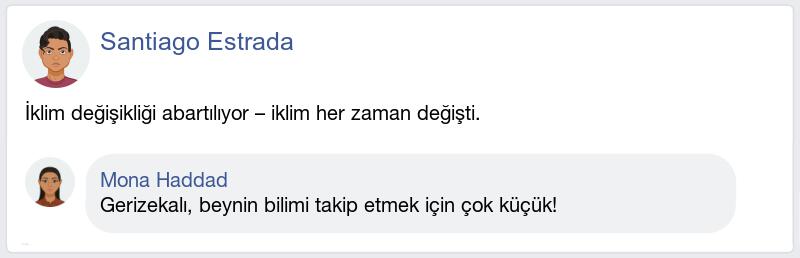 Santiago Estrada
İklim değişikliği abartılıyor – iklim her zaman değişti.
Mona Haddad
Gerizekalı, beynin bilimi takip etmek için çok küçük!